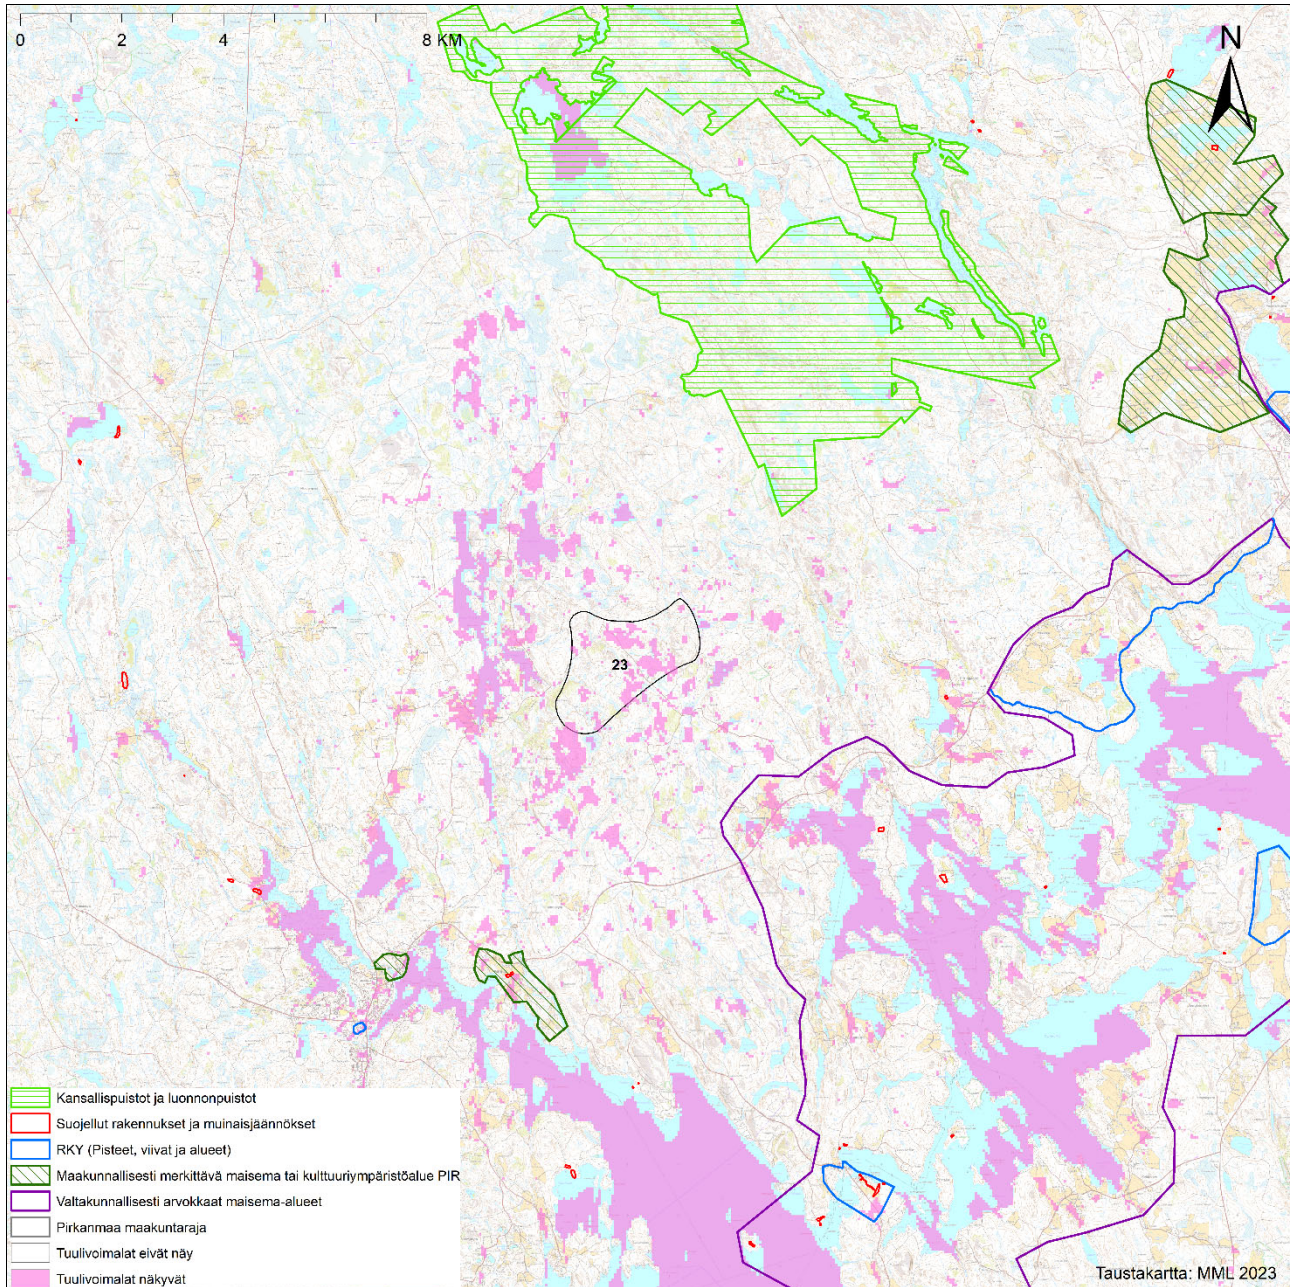 0 2 4 8 KM
N
23
Kansallispuistot ja luonnonpuistot
Suojellut rakennukset ja muinaisjäännökset
RKY (Pisteet, viivat ja alueet)
Maakunnallisesti merkittävä maisema tai kulttuuriympäristöalue PIR
Valtakunnallisesti arvokkaat maisema-alueet
Pirkanmaa maakuntaraja
Tuulivoimalat eivät näy
Tuulivoimalat näkyvät
Taustakartta: MML 2023